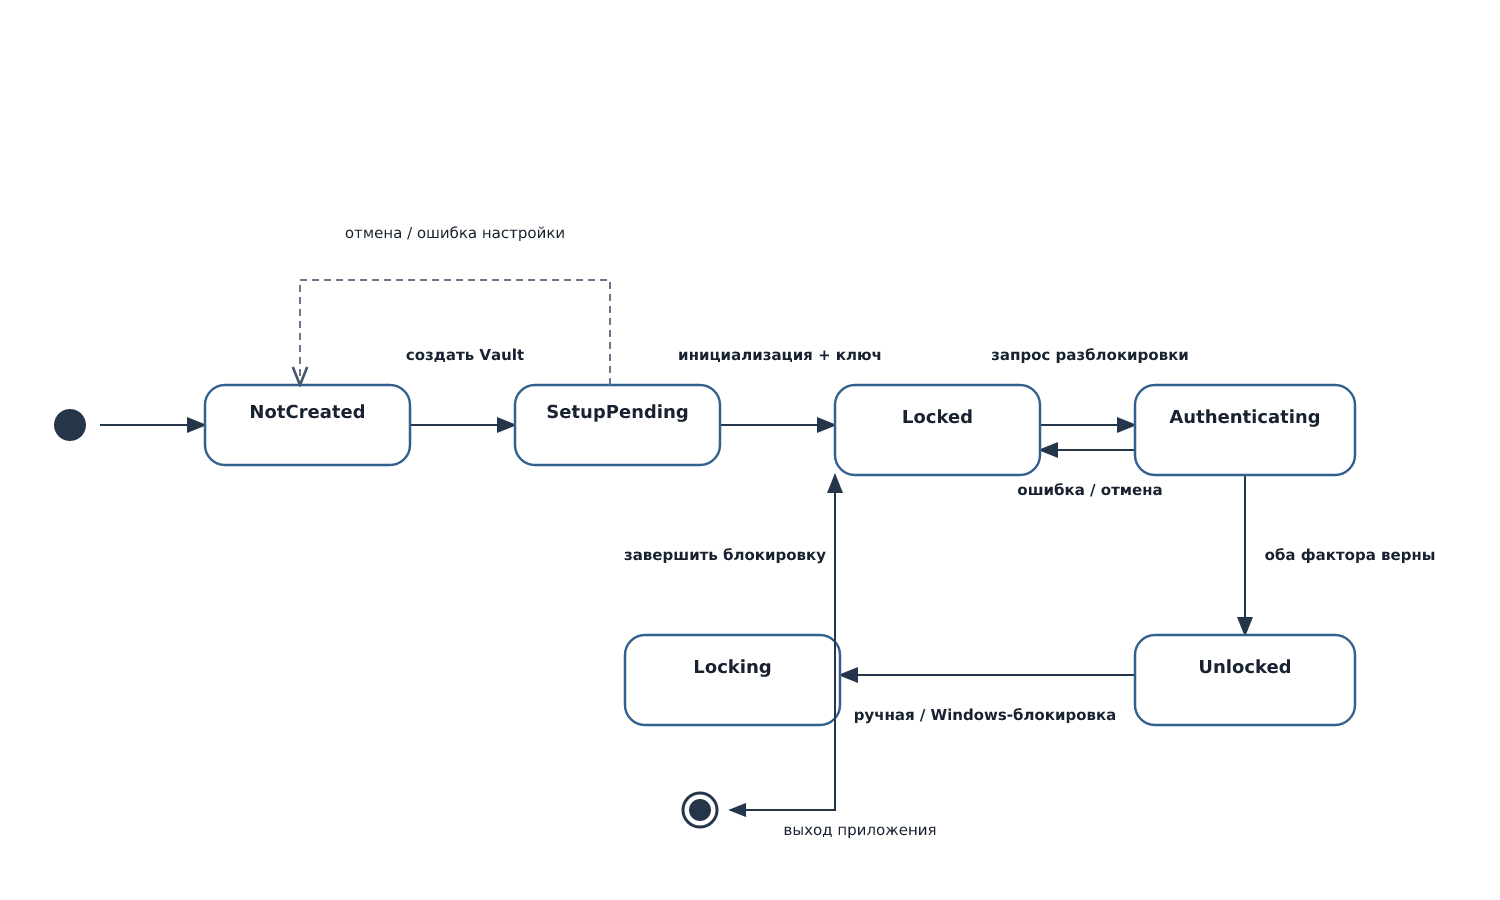 отмена / ошибка настройки
создать Vault
инициализация + ключ
запрос разблокировки
NotCreated
SetupPending
Locked
Authenticating
ошибка / отмена
завершить блокировку
оба фактора верны
Locking
Unlocked
ручная / Windows-блокировка
выход приложения